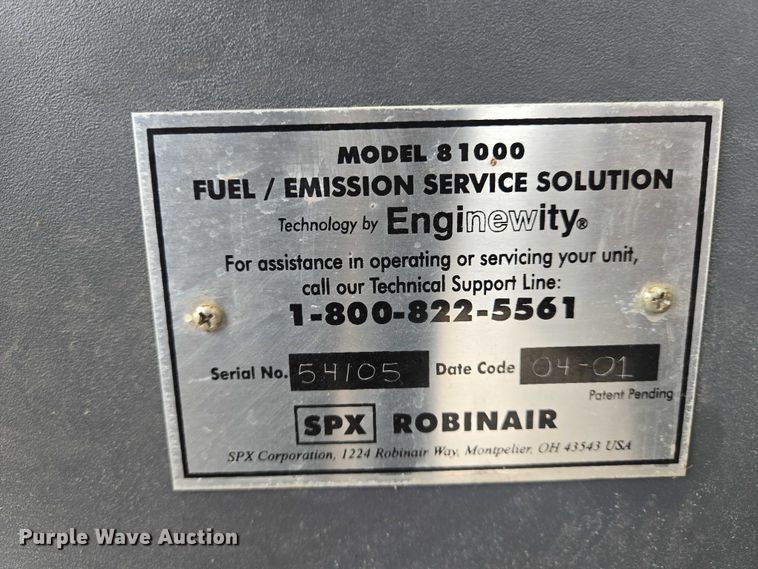 MODEL 81000
FUEL / EMISSION SERVICE SOLUTION
Technology by Enginewity®
For assistance in operating or servicing your unit,
call our Technical Support Line:
1-800-822-5561
Serial No. 54105 Date Code 04-01
Patent Pending
SPX ROBINAIR
SPX Corporation, 1224 Robinair Way, Montpelier, OH 43543 USA
Purple Wave Auction